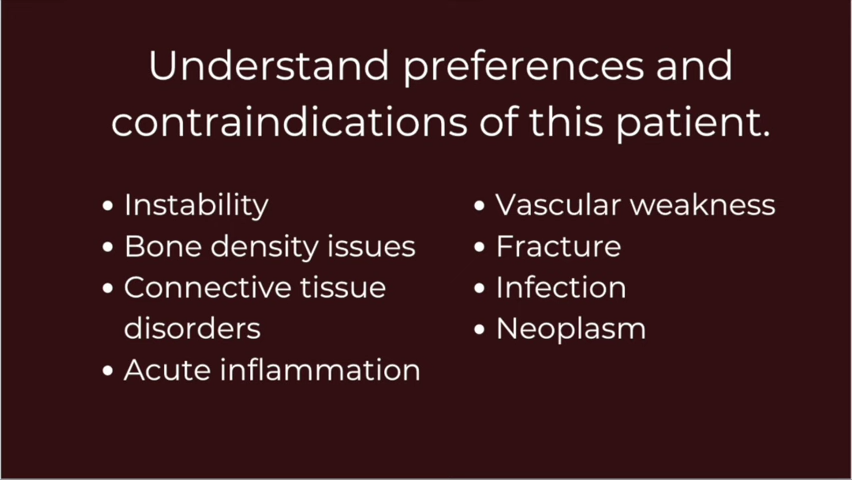 Understand preferences and
contraindications of this patient.
• Instability
• Bone density issues
• Connective tissue
disorders
• Acute inflammation
• Vascular weakness
• Fracture
• Infection
• Neoplasm